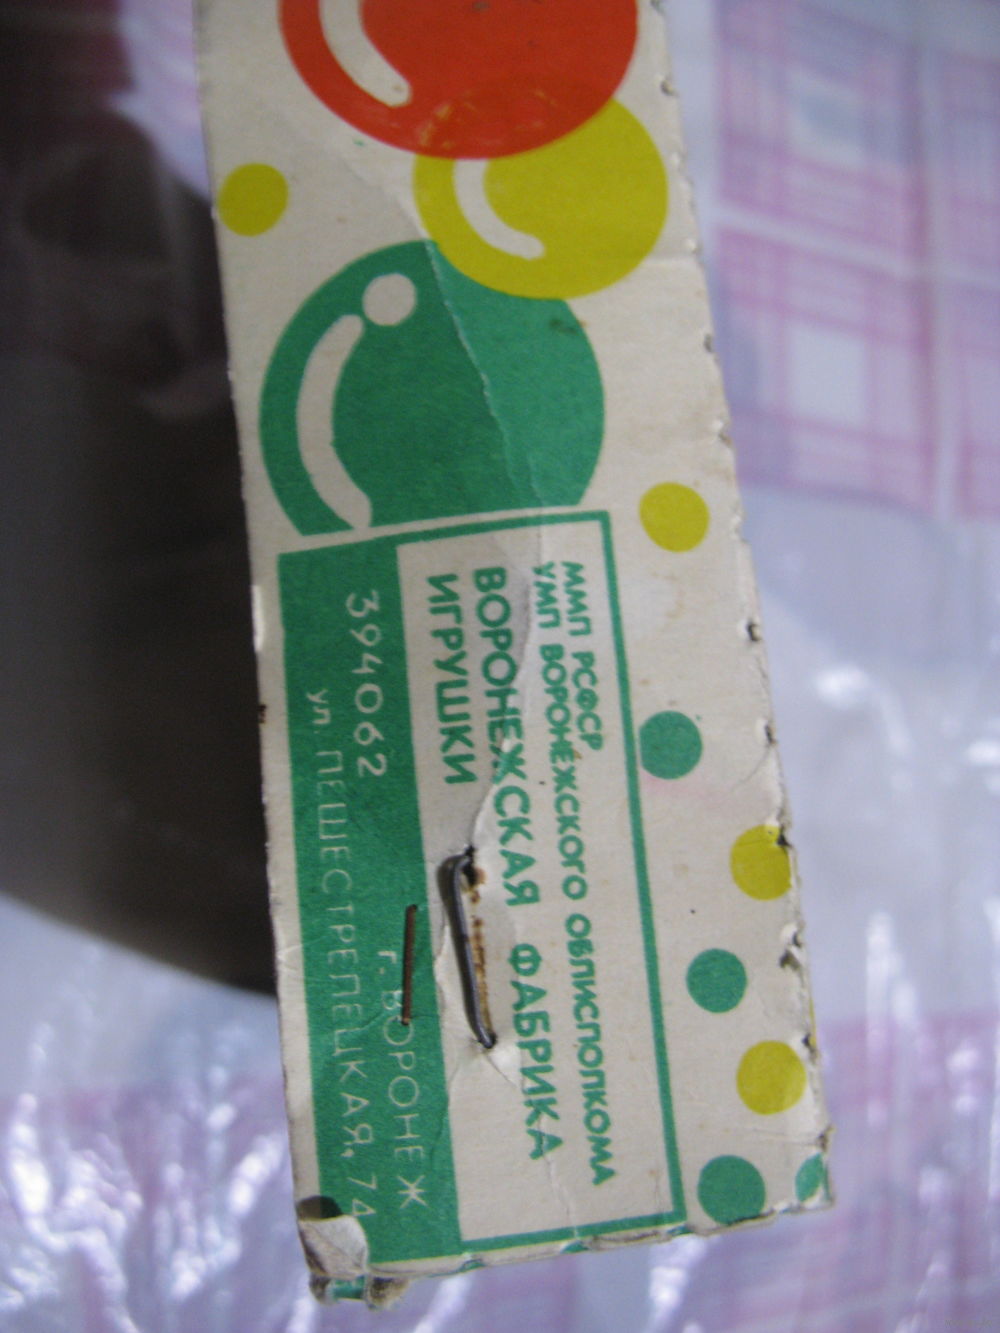 ММП РСФСР
УМП ВОРОНЕЖСКОГО ОБЛИСПОЛКОМА
ВОРОНЕЖСКАЯ ФАБРИКА
ИГРУШКИ
394062 г. ВОРОНЕЖ
ул. ПЕШЕСТРЕЛЕЦКАЯ, 74